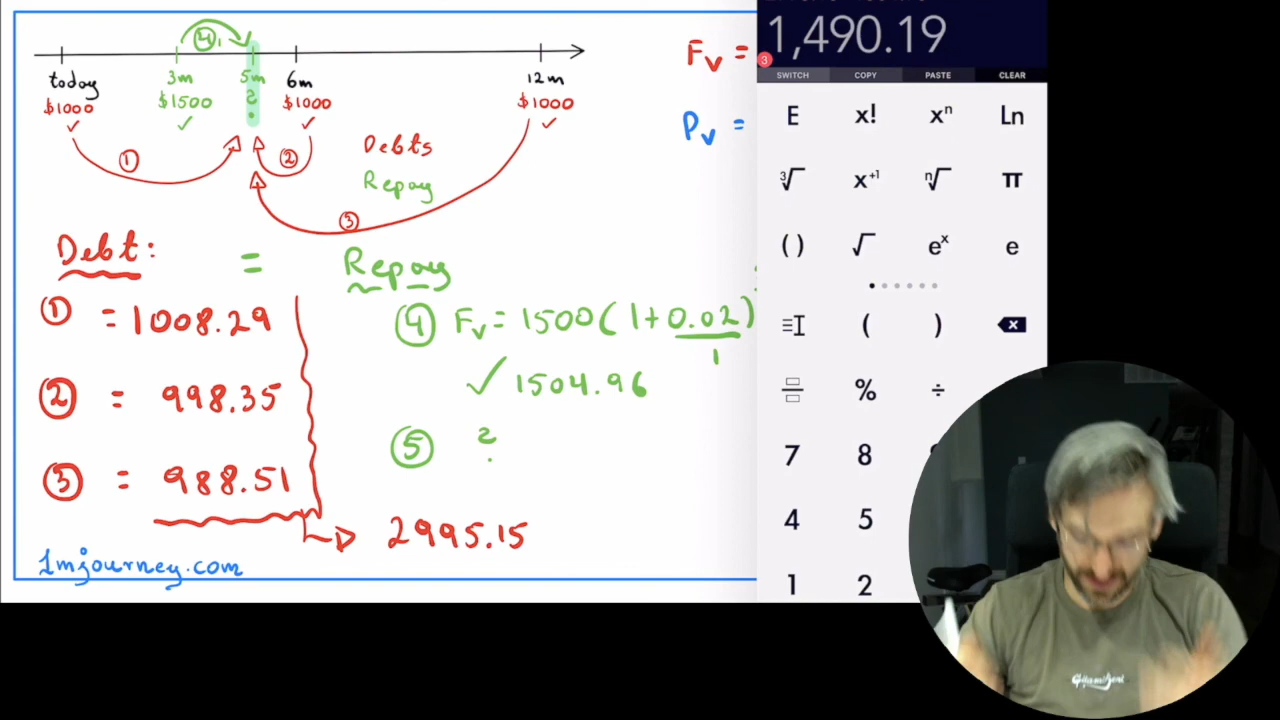 ④
today 3m 5m 6m 12m
$1000 $1500 ? $1000 $1000
① ② ③
Debts
Repay
Fv =
Pv =
Debt: = Repay
① = 1008.29
② = 998.35
③ = 988.51
2995.15
④ Fv = 1500(1+0.02)
1
✓ 1504.96
⑤ ?
1mjourney.com
1,490.19
3
SWITCH COPY PASTE CLEAR
E x! xⁿ Ln
³√ x⁺¹ ⁿ√ π
() √ eˣ e
( )
% ÷
7 8
4 5
1 2